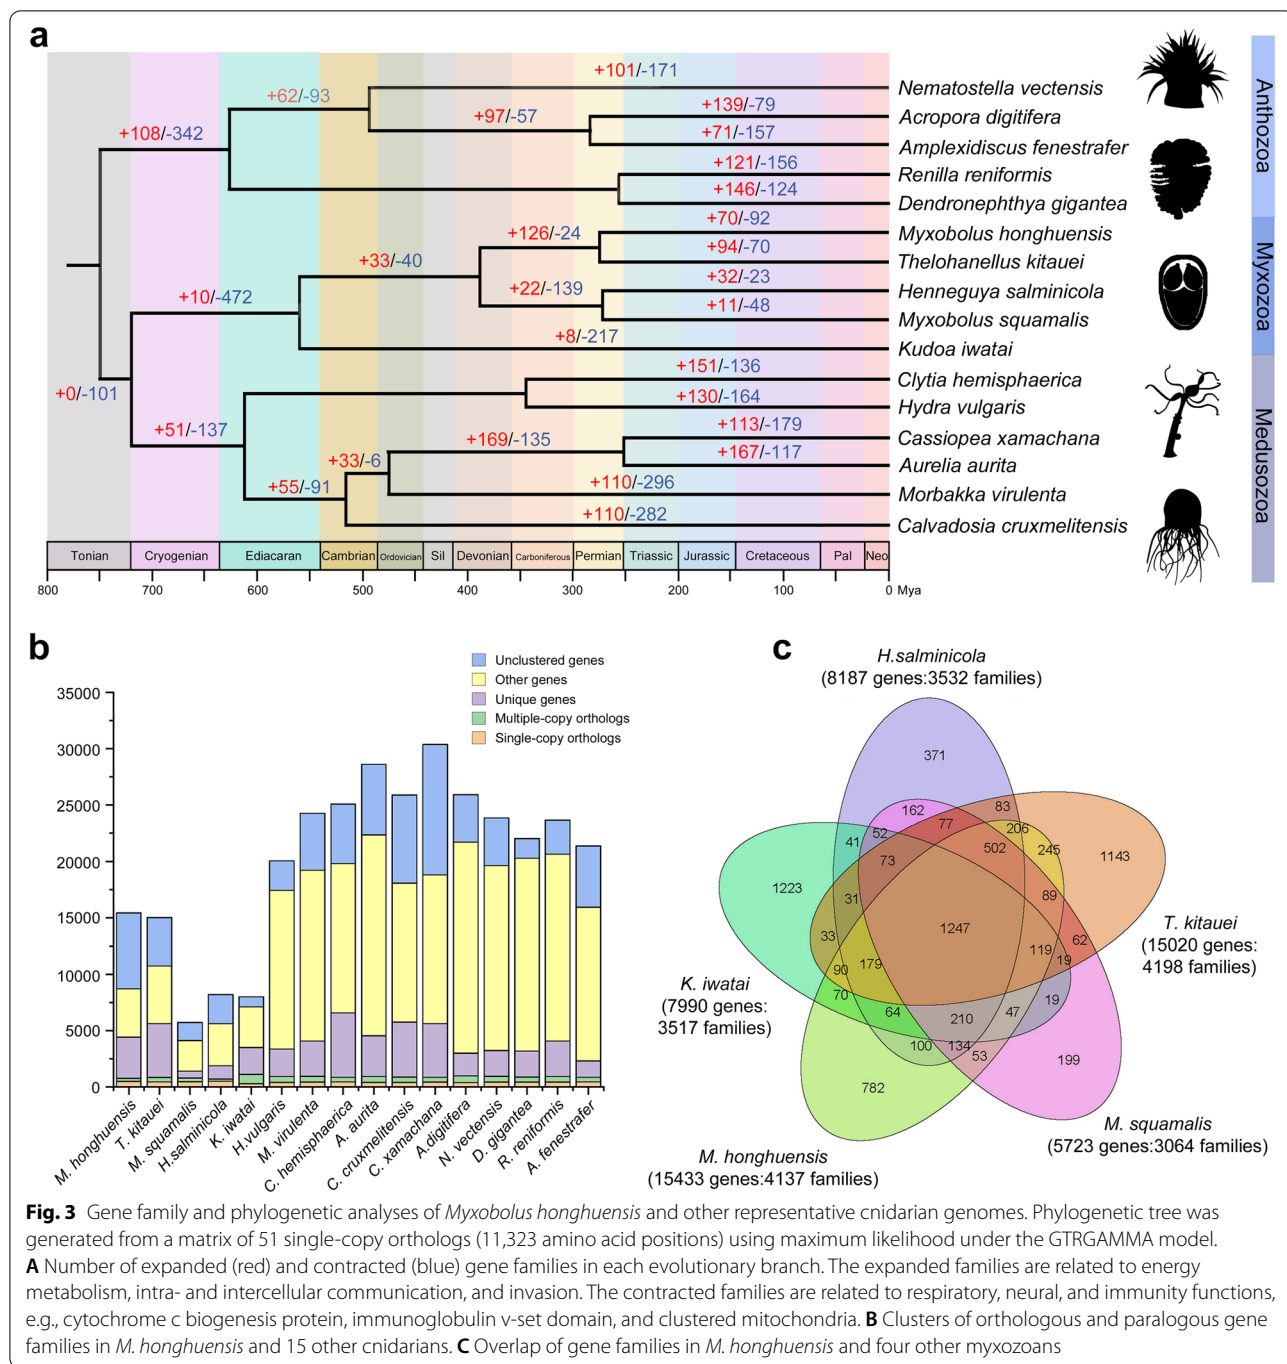 a
+101/-171
Nematostella vectensis
+62/-93
+139/-79
Acropora digitifera
+97/-57
+108/-342
+71/-157
Amplexidiscus fenestrafer
+121/-156
Renilla reniformis
+146/-124
Dendronephthya gigantea
Anthozoa
+70/-92
Myxobolus honghuensis
+126/-24
+94/-70
Thelohanellus kitauei
+33/-40
+32/-23
Henneguya salminicola
+10/-472
+22/-139
+11/-48
Myxobolus squamalis
+8/-217
Kudoa iwatai
Myxozoa
+0/-101
+151/-136
Clytia hemisphaerica
+130/-164
Hydra vulgaris
+51/-137
+113/-179
Cassiopea xamachana
+169/-135
+33/-6
+167/-117
Aurelia aurita
+55/-91
+110/-296
Morbakka virulenta
+110/-282
Calvadosia cruxmelitensis
Medusozoa
Tonian Cryogenian Ediacaran Cambrian Ordovician Sil Devonian Carboniferous Permian Triassic Jurassic Cretaceous Pal Neo
800 700 600 500 400 300 200 100 0 Mya
b
Unclustered genes
Other genes
Unique genes
Multiple-copy orthologs
Single-copy orthologs
35000
30000
25000
20000
15000
10000
5000
0
M. honghuensis
T. kitauei
M. squamalis
H.salminicola
K. iwatai
H.vulgaris
M. virulenta
C. hemisphaerica
A. aurita
C. cruxmelitensis
C. xamachana
A.digitifera
N. vectensis
D. gigantea
R. reniformis
A. fenestrafer
c
H.salminicola
(8187 genes:3532 families)
371
162
83
77
206
41
52
502
245
1143
73
1223
31
89
33
1247
62
119
19
90
179
70
19
64
210
47
100
134
53
199
782
T. kitauei
(15020 genes:
4198 families)
K. iwatai
(7990 genes:
3517 families)
M. squamalis
(5723 genes:3064 families)
M. honghuensis
(15433 genes:4137 families)
Fig. 3 Gene family and phylogenetic analyses of Myxobolus honghuensis and other representative cnidarian genomes. Phylogenetic tree was
generated from a matrix of 51 single-copy orthologs (11,323 amino acid positions) using maximum likelihood under the GTRGAMMA model.
A Number of expanded (red) and contracted (blue) gene families in each evolutionary branch. The expanded families are related to energy
metabolism, intra- and intercellular communication, and invasion. The contracted families are related to respiratory, neural, and immunity functions,
e.g., cytochrome c biogenesis protein, immunoglobulin v-set domain, and clustered mitochondria. B Clusters of orthologous and paralogous gene
families in M. honghuensis and 15 other cnidarians. C Overlap of gene families in M. honghuensis and four other myxozoans